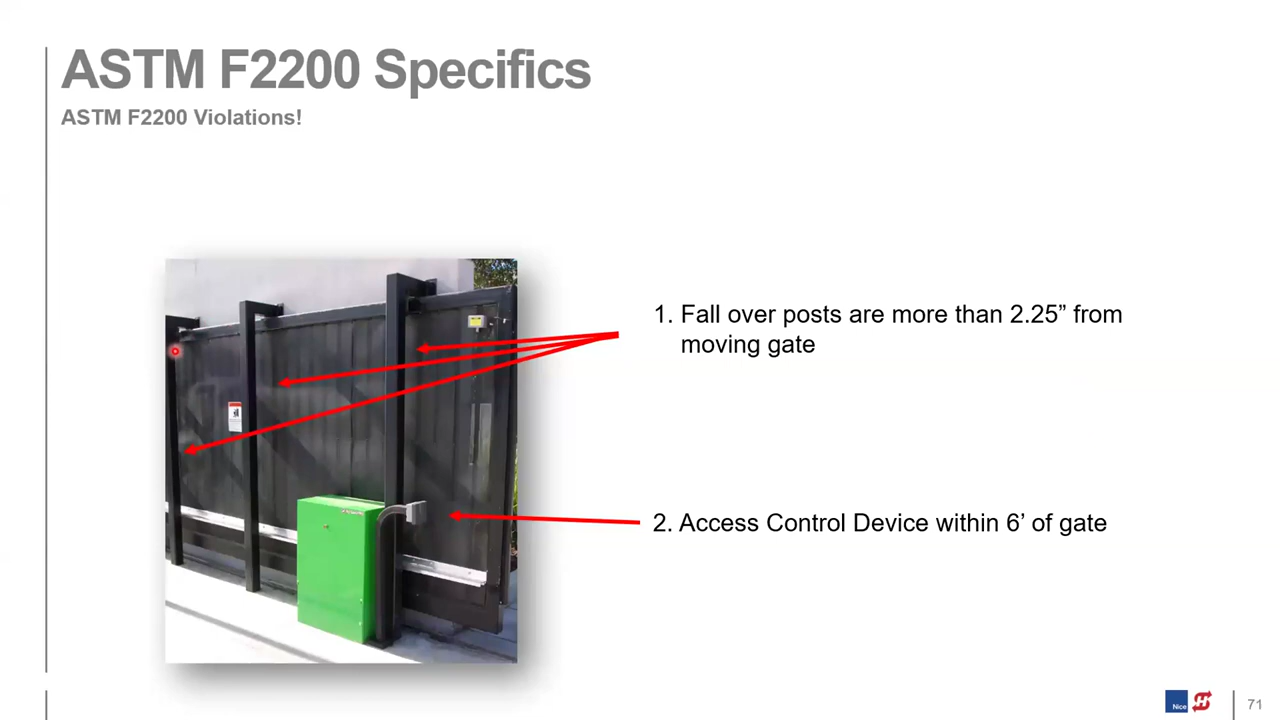 ASTM F2200 Specifics
ASTM F2200 Violations!
1. Fall over posts are more than 2.25” from
moving gate
2. Access Control Device within 6’ of gate
Nice
H
71